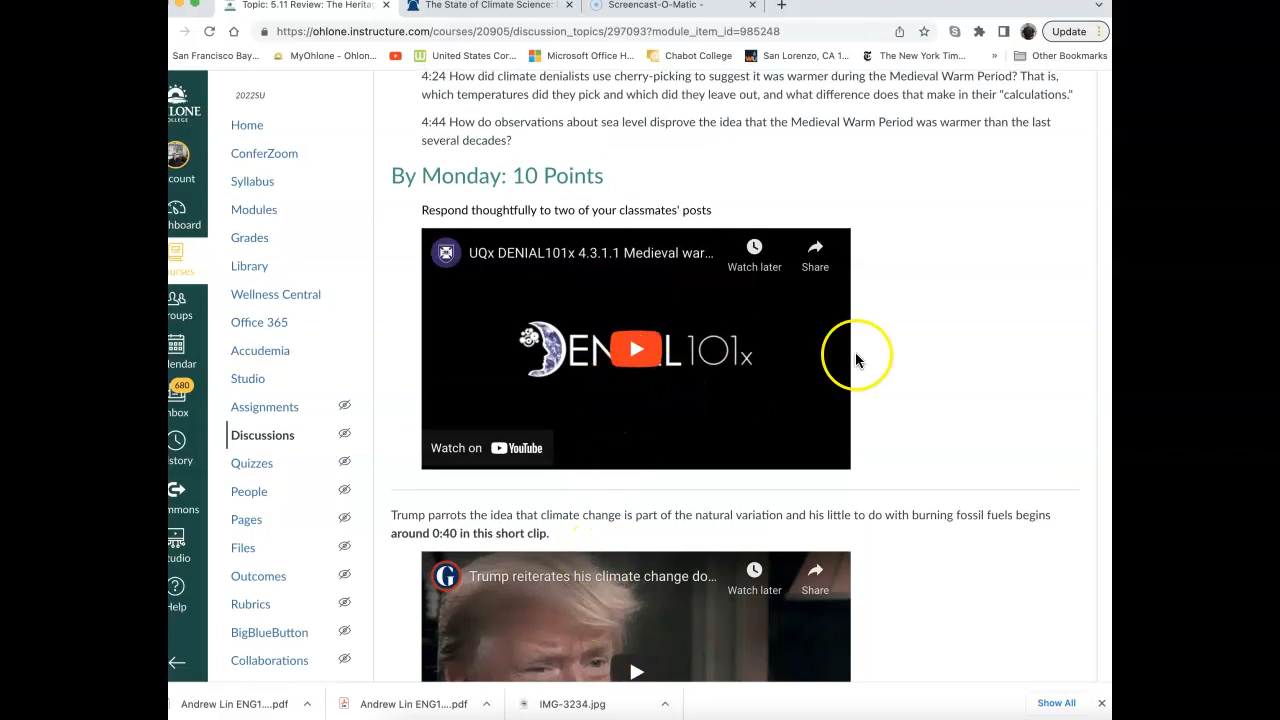 Topic: 5.11 Review: The Heritag
The State of Climate Science:
Screencast-O-Matic -
https://ohlone.instructure.com/courses/20905/discussion_topics/297093?module_item_id=985248
Update
San Francisco Bay...
MyOhlone - Ohlon...
United States Cor...
Microsoft Office H...
Chabot College
San Lorenzo, CA 1...
The New York Tim...
»
Other Bookmarks
4:24 How did climate denialists use cherry-picking to suggest it was warmer during the Medieval Warm Period? That is,
which temperatures did they pick and which did they leave out, and what difference does that make in their "calculations."
4:44 How do observations about sea level disprove the idea that the Medieval Warm Period was warmer than the last
several decades?
By Monday: 10 Points
Respond thoughtfully to two of your classmates' posts
UQx DENIAL101x 4.3.1.1 Medieval war...
Watch later
Share
DENIAL101x
Watch on YouTube
Trump parrots the idea that climate change is part of the natural variation and his little to do with burning fossil fuels begins
around 0:40 in this short clip.
G
Trump reiterates his climate change do...
Watch later
Share
2022SU
Home
ConferZoom
Syllabus
Modules
Grades
Library
Wellness Central
Office 365
Accudemia
Studio
Assignments
Discussions
Quizzes
People
Pages
Files
Outcomes
Rubrics
BigBlueButton
Collaborations
HLONE
COLLEGE
count
hboard
urses
oups
lendar
680
nbox
story
mmons
tudio
Help
Andrew Lin ENG1....pdf
Andrew Lin ENG1....pdf
IMG-3234.jpg
Show All